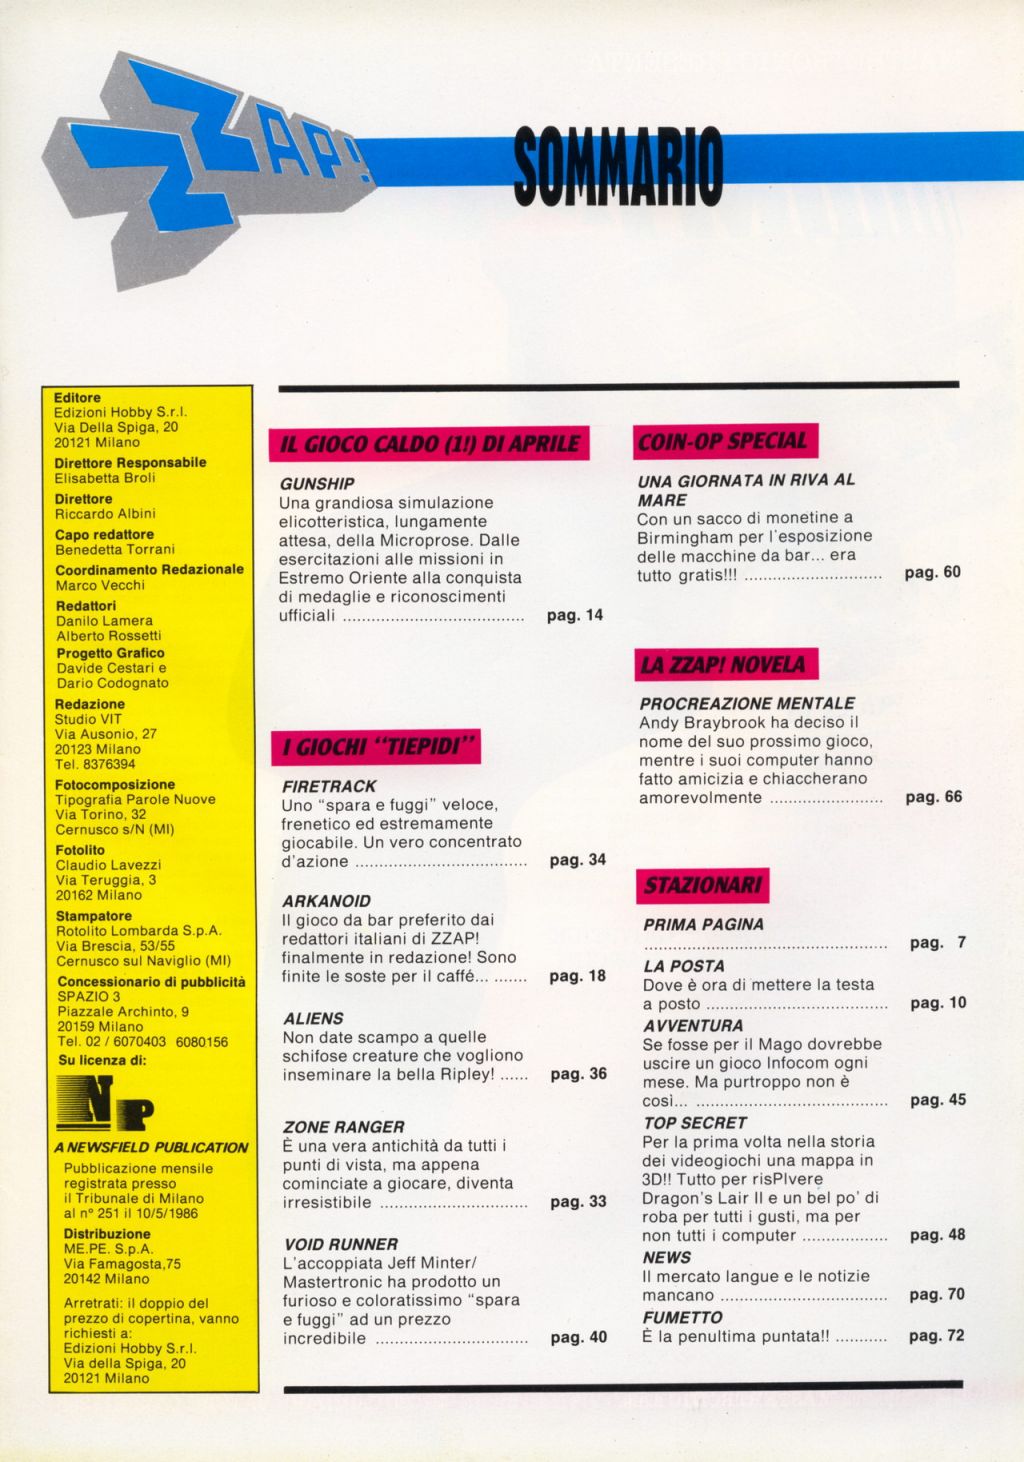 ZZAP!
SOMMARIO
Editore
Edizioni Hobby S.r.l.
Via Della Spiga, 20
20121 Milano
Direttore Responsabile
Elisabetta Broli
Direttore
Riccardo Albini
Capo redattore
Benedetta Torrani
Coordinamento Redazionale
Marco Vecchi
Redattori
Danilo Lamera
Alberto Rossetti
Progetto Grafico
Davide Cestari e
Dario Codognato
Redazione
Studio VIT
Via Ausonio, 27
20123 Milano
Tel. 8376394
Fotocomposizione
Tipografia Parole Nuove
Via Torino, 32
Cernusco s/N (MI)
Fotolito
Claudio Lavezzi
Via Teruggia, 3
20162 Milano
Stampatore
Rotolito Lombarda S.p.A.
Via Brescia, 53/55
Cernusco sul Naviglio (MI)
Concessionario di pubblicità
SPAZIO 3
Piazzale Archinto, 9
20159 Milano
Tel. 02 / 6070403 6080156
Su licenza di:
NP
A NEWSFIELD PUBLICATION
Pubblicazione mensile
registrata presso
il Tribunale di Milano
al n° 251 il 10/5/1986
Distribuzione
ME.PE. S.p.A.
Via Famagosta,75
20142 Milano
Arretrati: il doppio del
prezzo di copertina, vanno
richiesti a:
Edizioni Hobby S.r.l.
Via della Spiga, 20
20121 Milano
IL GIOCO CALDO (1!) DI APRILE
GUNSHIP
Una grandiosa simulazione
elicotteristica, lungamente
attesa, della Microprose. Dalle
esercitazioni alle missioni in
Estremo Oriente alla conquista
di medaglie e riconoscimenti
ufficiali ...................................... pag. 14
I GIOCHI "TIEPIDI"
FIRETRACK
Uno "spara e fuggi" veloce,
frenetico ed estremamente
giocabile. Un vero concentrato
d'azione .................................... pag. 34
ARKANOID
Il gioco da bar preferito dai
redattori italiani di ZZAP!
finalmente in redazione! Sono
finite le soste per il caffé... ....... pag. 18
ALIENS
Non date scampo a quelle
schifose creature che vogliono
inseminare la bella Ripley! ...... pag. 36
ZONE RANGER
È una vera antichità da tutti i
punti di vista, ma appena
cominciate a giocare, diventa
irresistibile ............................... pag. 33
VOID RUNNER
L'accoppiata Jeff Minter/
Mastertronic ha prodotto un
furioso e coloratissimo "spara
e fuggi" ad un prezzo
incredibile ................................ pag. 40
COIN-OP SPECIAL
UNA GIORNATA IN RIVA AL
MARE
Con un sacco di monetine a
Birmingham per l'esposizione
delle macchine da bar... era
tutto gratis!!! ............................. pag. 60
LA ZZAP! NOVELA
PROCREAZIONE MENTALE
Andy Braybrook ha deciso il
nome del suo prossimo gioco,
mentre i suoi computer hanno
fatto amicizia e chiaccherano
amorevolmente ........................ pag. 66
STAZIONARI
PRIMA PAGINA
................................................... pag. 7
LA POSTA
Dove è ora di mettere la testa
a posto ...................................... pag. 10
AVVENTURA
Se fosse per il Mago dovrebbe
uscire un gioco Infocom ogni
mese. Ma purtroppo non è
così... ........................................ pag. 45
TOP SECRET
Per la prima volta nella storia
dei videogiochi una mappa in
3D!! Tutto per risPlvere
Dragon's Lair II e un bel po' di
roba per tutti i gusti, ma per
non tutti i computer .................. pag. 48
NEWS
Il mercato langue e le notizie
mancano ................................... pag. 70
FUMETTO
È la penultima puntata!! ........... pag. 72